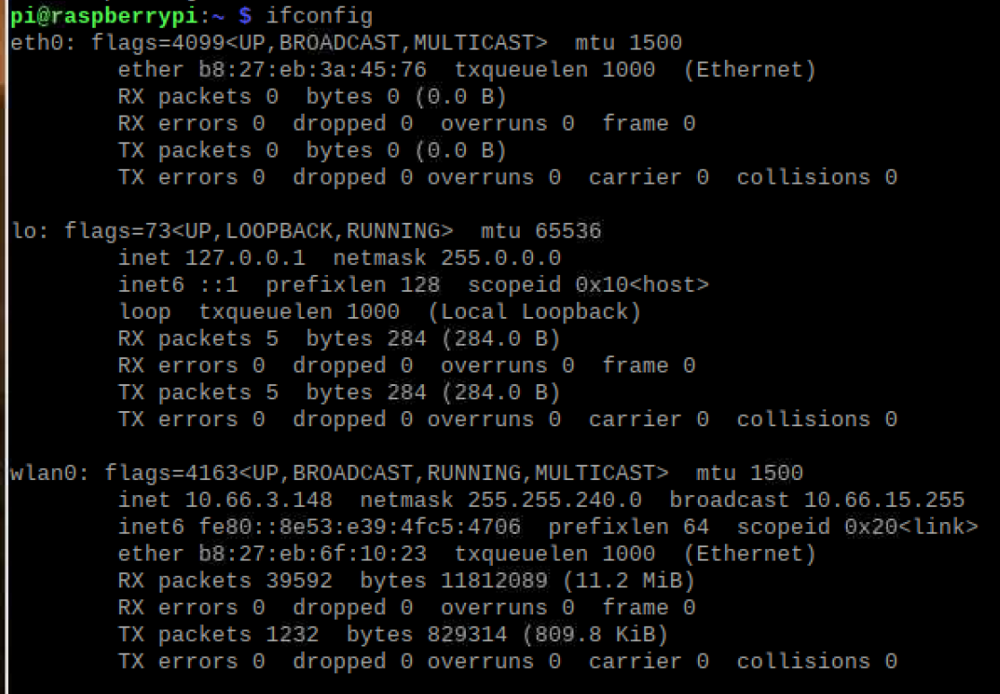 pi@raspberrypi:~ $ ifconfig
eth0: flags=4099<UP,BROADCAST,MULTICAST>  mtu 1500
        ether b8:27:eb:3a:45:76  txqueuelen 1000  (Ethernet)
        RX packets 0  bytes 0 (0.0 B)
        RX errors 0  dropped 0  overruns 0  frame 0
        TX packets 0  bytes 0 (0.0 B)
        TX errors 0  dropped 0 overruns 0  carrier 0  collisions 0

lo: flags=73<UP,LOOPBACK,RUNNING>  mtu 65536
        inet 127.0.0.1  netmask 255.0.0.0
        inet6 ::1  prefixlen 128  scopeid 0x10<host>
        loop  txqueuelen 1000  (Local Loopback)
        RX packets 5  bytes 284 (284.0 B)
        RX errors 0  dropped 0  overruns 0  frame 0
        TX packets 5  bytes 284 (284.0 B)
        TX errors 0  dropped 0 overruns 0  carrier 0  collisions 0

wlan0: flags=4163<UP,BROADCAST,RUNNING,MULTICAST>  mtu 1500
        inet 10.66.3.148  netmask 255.255.240.0  broadcast 10.66.15.255
        inet6 fe80::8e53:e39:4fc5:4706  prefixlen 64  scopeid 0x20<link>
        ether b8:27:eb:6f:10:23  txqueuelen 1000  (Ethernet)
        RX packets 39592  bytes 11812089 (11.2 MiB)
        RX errors 0  dropped 0  overruns 0  frame 0
        TX packets 1232  bytes 829314 (809.8 KiB)
        TX errors 0  dropped 0 overruns 0  carrier 0  collisions 0